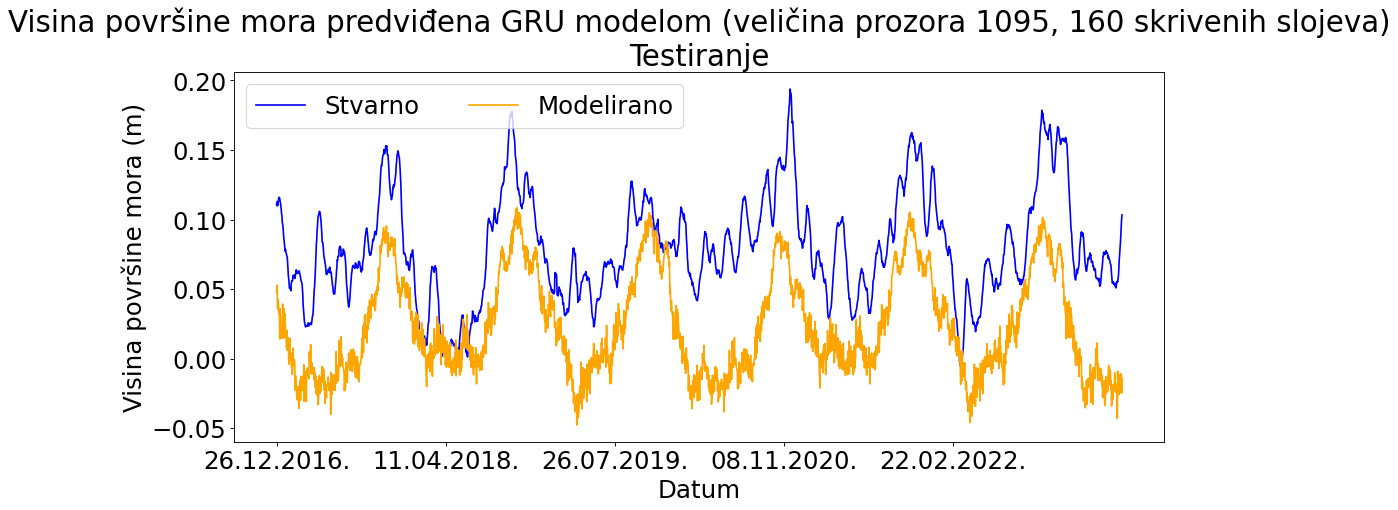 Visina površine mora predviđena GRU modelom (veličina prozora 1095, 160 skrivenih slojeva)
Testiranje
Stvarno Modelirano
Visina površine mora (m)
0.20
0.15
0.10
0.05
0.00
−0.05
26.12.2016. 11.04.2018. 26.07.2019. 08.11.2020. 22.02.2022.
Datum